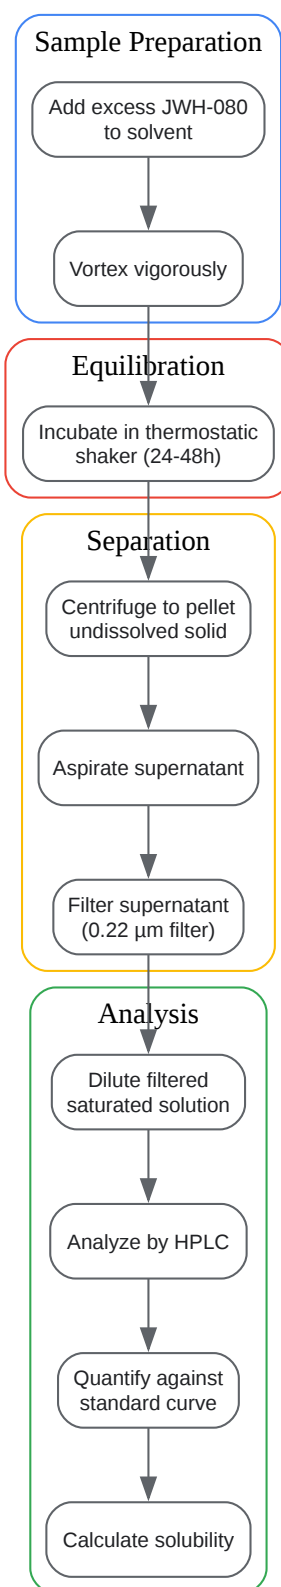 Sample Preparation
Add excess JWH-080
to solvent
Vortex vigorously
Equilibration
Incubate in thermostatic
shaker (24-48h)
Separation
Centrifuge to pellet
undissolved solid
Aspirate supernatant
Filter supernatant
(0.22 µm filter)
Analysis
Dilute filtered
saturated solution
Analyze by HPLC
Quantify against
standard curve
Calculate solubility